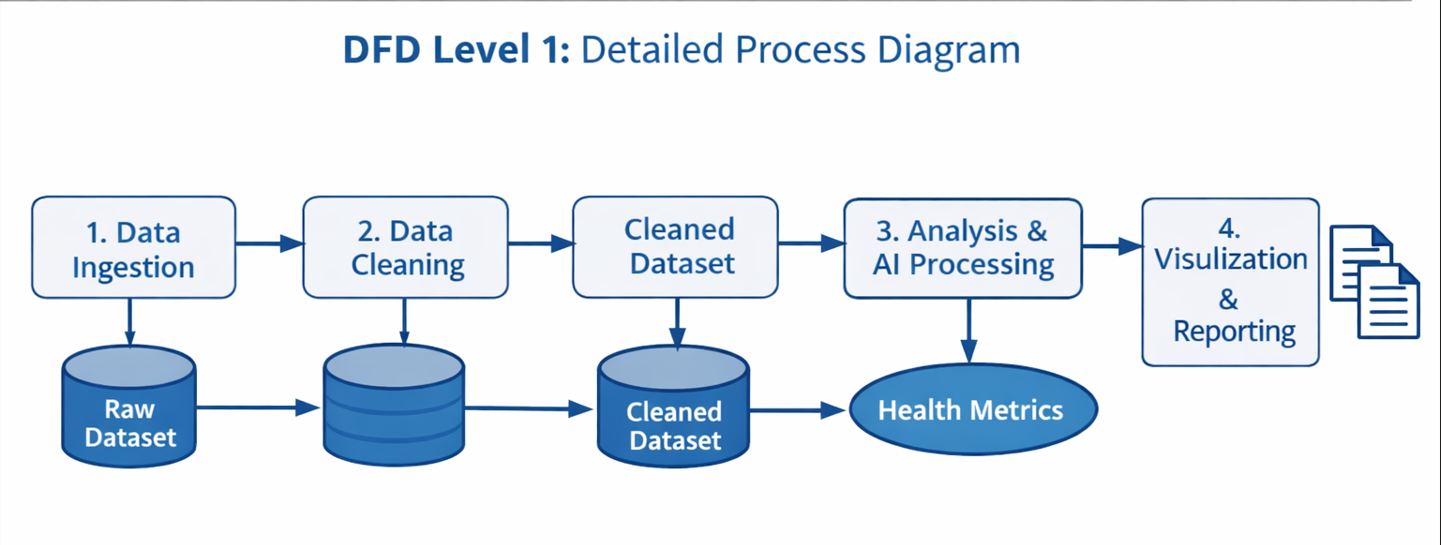 DFD Level 1: Detailed Process Diagram
1. Data
Ingestion
2. Data
Cleaning
Cleaned
Dataset
3. Analysis &
AI Processing
4.
Visulization
&
Reporting
Raw
Dataset
Cleaned
Dataset
Health Metrics